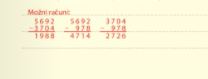 Možni računi:
5692 5692 3704
-3704 - 978 - 978
1988 4714 2726